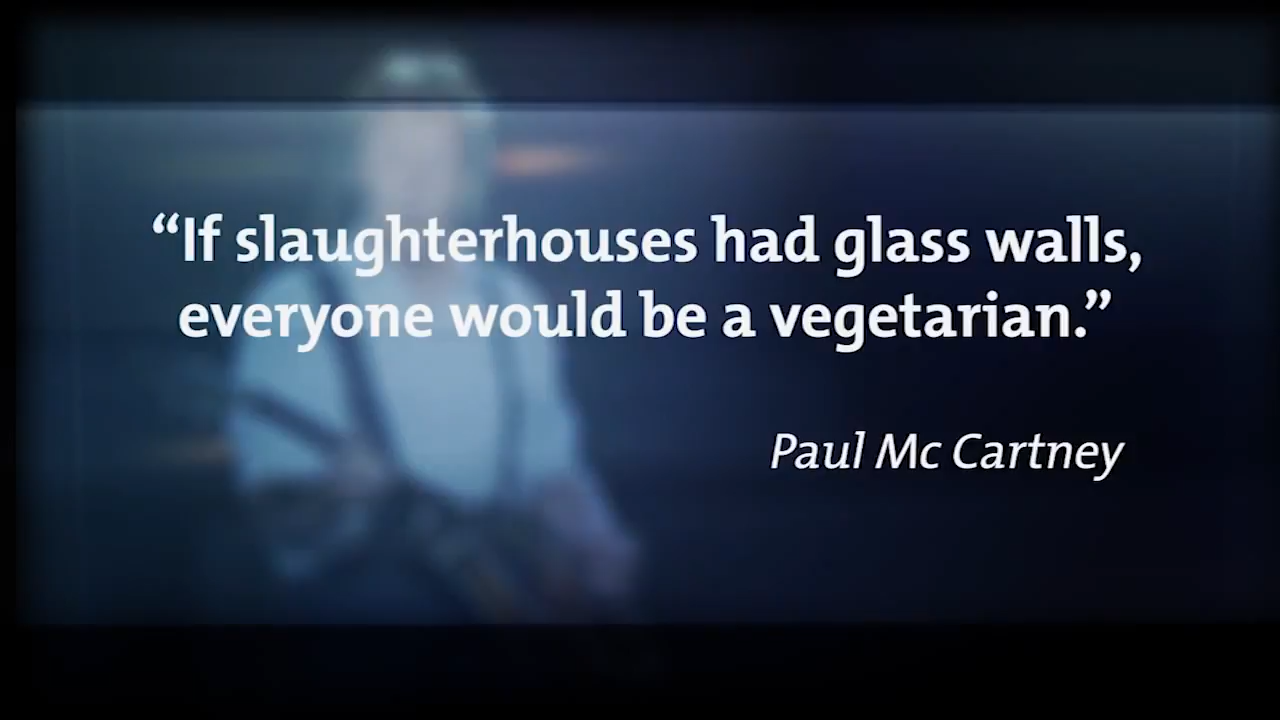 “If slaughterhouses had glass walls,
everyone would be a vegetarian.”
Paul Mc Cartney